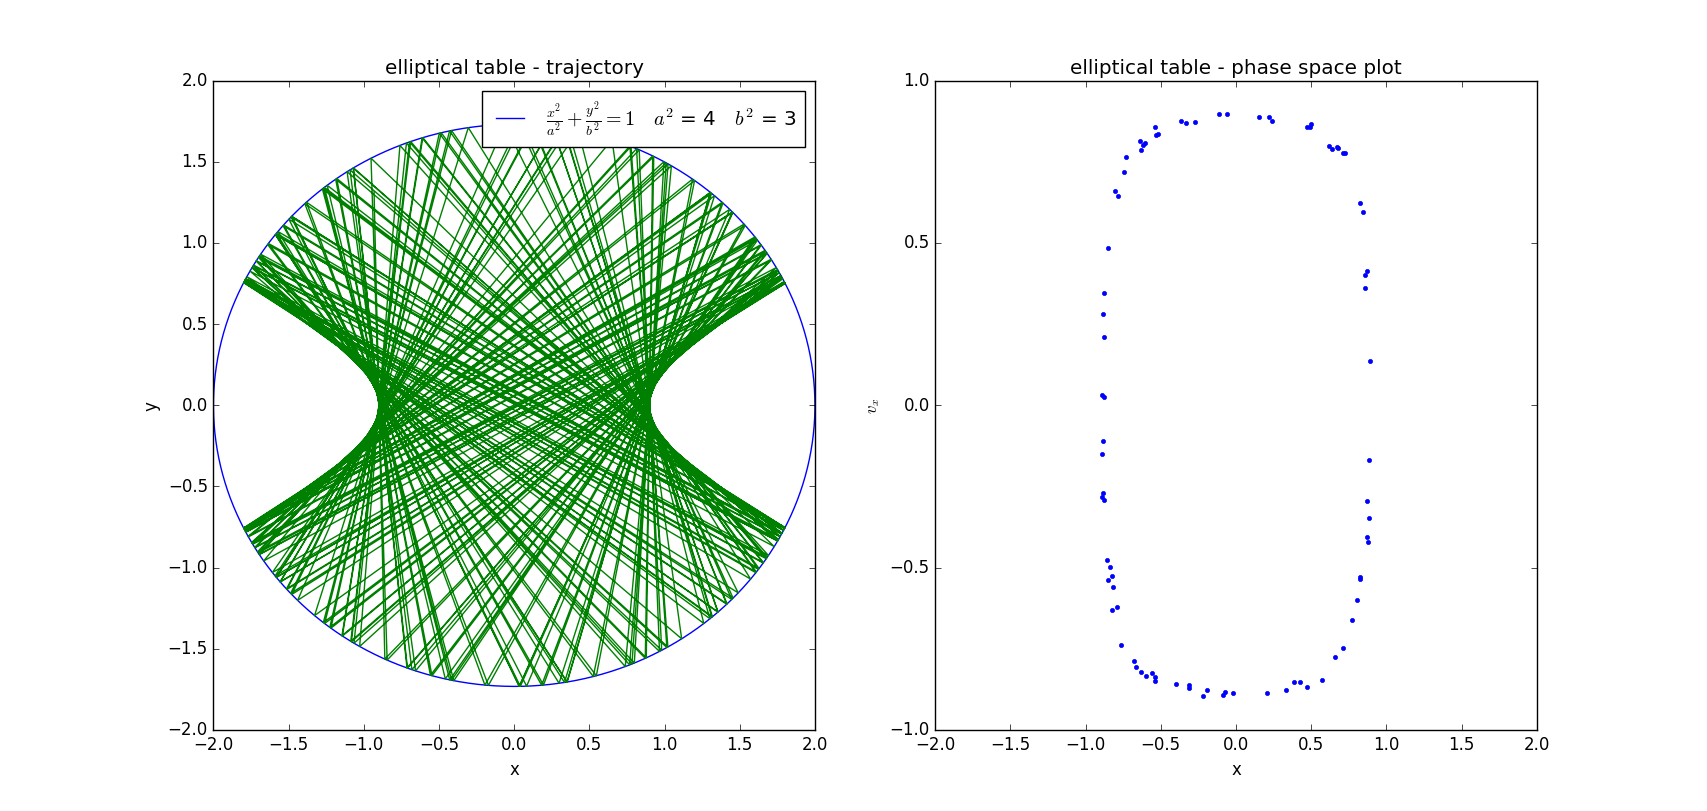 elliptical table - trajectory
x²/a² + y²/b² = 1 a² = 4 b² = 3
2.0
1.5
1.0
0.5
0.0
−0.5
−1.0
−1.5
−2.0
y
−2.0 −1.5 −1.0 −0.5 0.0 0.5 1.0 1.5 2.0
x
elliptical table - phase space plot
1.0
0.5
0.0
−0.5
−1.0
vₓ
−2.0 −1.5 −1.0 −0.5 0.0 0.5 1.0 1.5 2.0
x